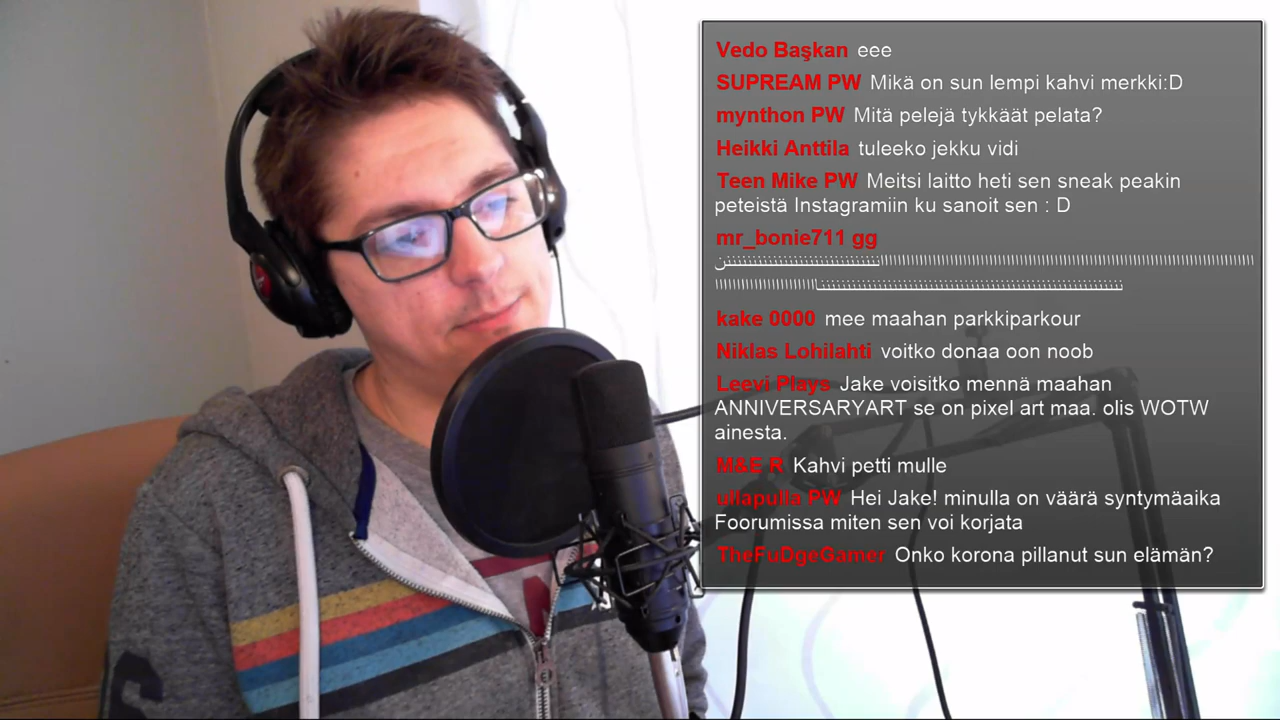 Vedo Başkan eee
SUPREAM PW Mikä on sun lempi kahvi merkki:D
mynthon PW Mitä pelejä tykkäät pelata?
Heikki Anttila tuleeko jekku vidi
Teen Mike PW Meitsi laitto heti sen sneak peakin
peteistä Instagramiin ku sanoit sen : D
mr_bonie711 gg
kake 0000 mee maahan parkkiparkour
Niklas Lohilahti voitko donaa oon noob
Leevi Plays Jake voisitko mennä maahan
ANNIVERSARYART se on pixel art maa. olis WOTW
ainesta.
M&E R Kahvi petti mulle
ullapulla PW Hei Jake! minulla on väärä syntymäaika
Foorumissa miten sen voi korjata
TheFuDgeGamer Onko korona pillanut sun elämän?